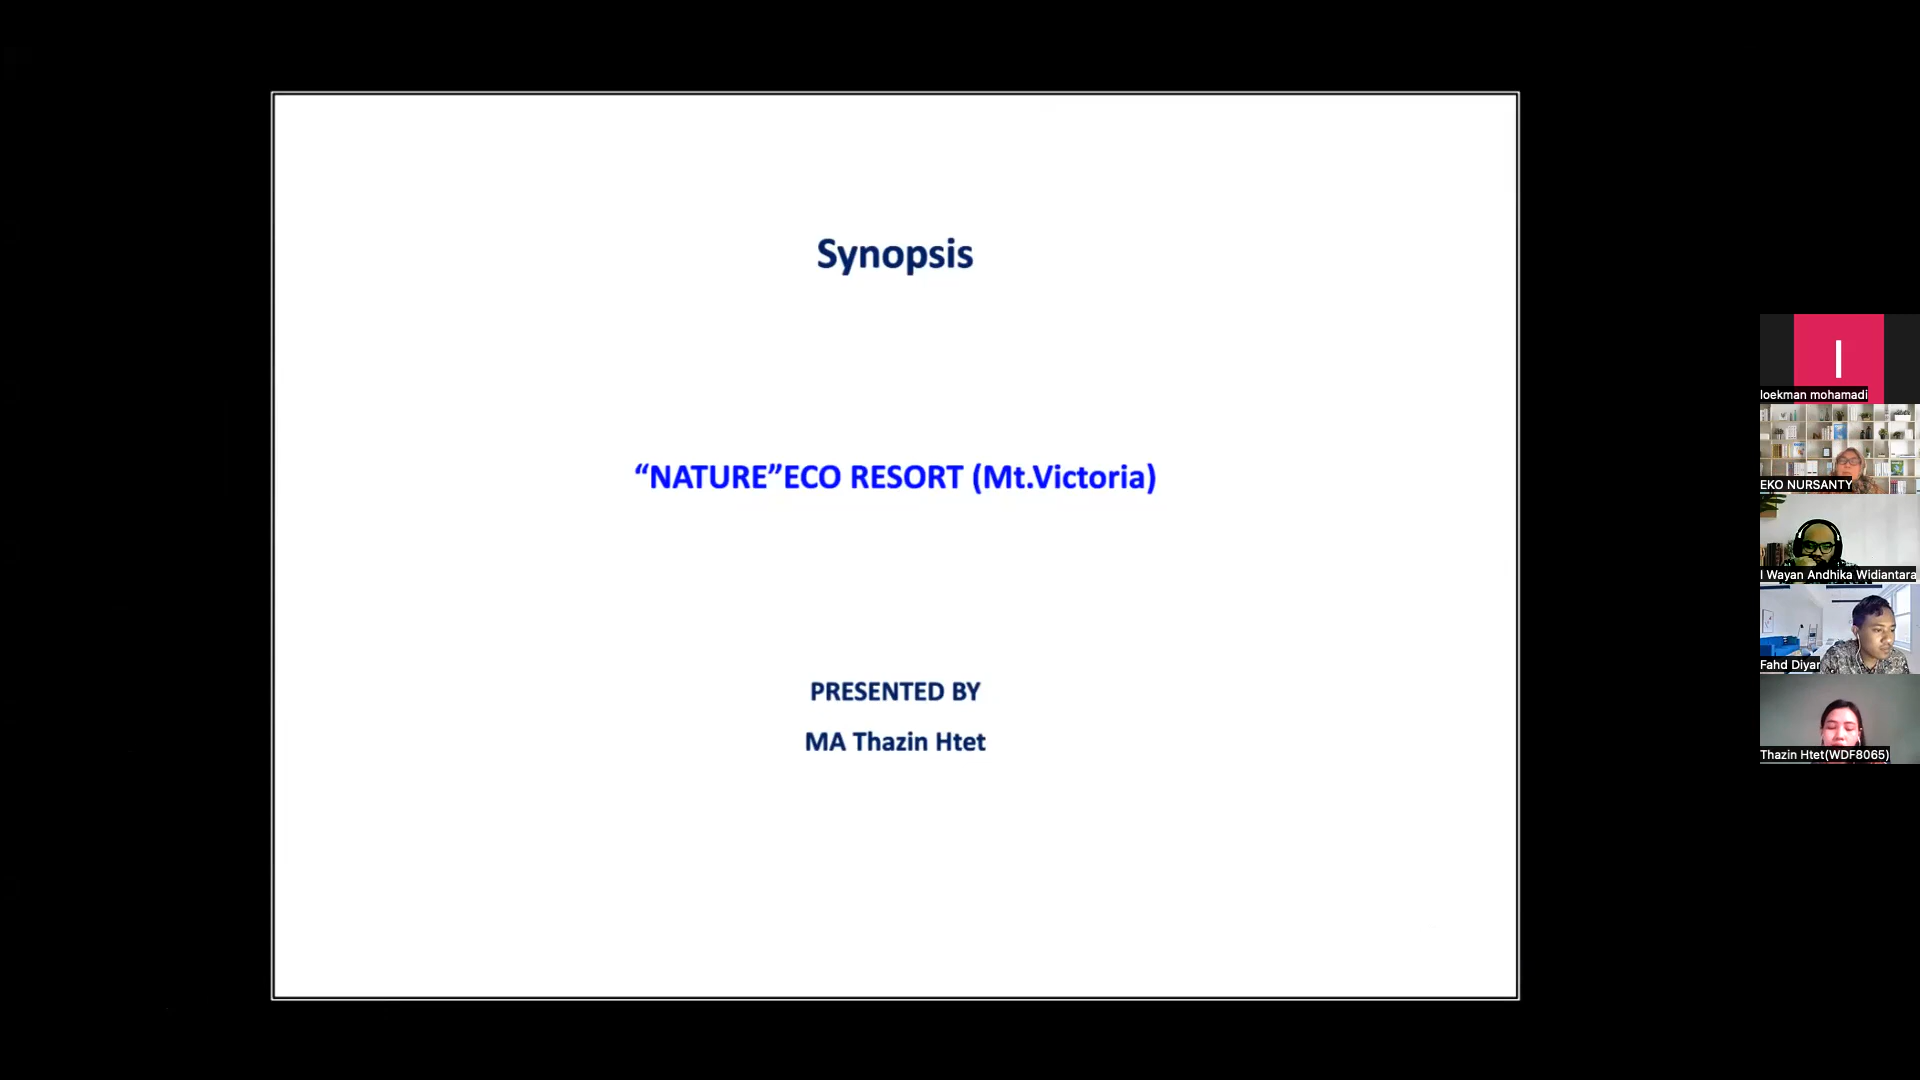 Synopsis
“NATURE”ECO RESORT (Mt.Victoria)
PRESENTED BY
MA Thazin Htet
l
loekman mohamadi
EKO NURSANTY
I Wayan Andhika Widiantara
Fahd Diyar
Thazin Htet(WDF8065)